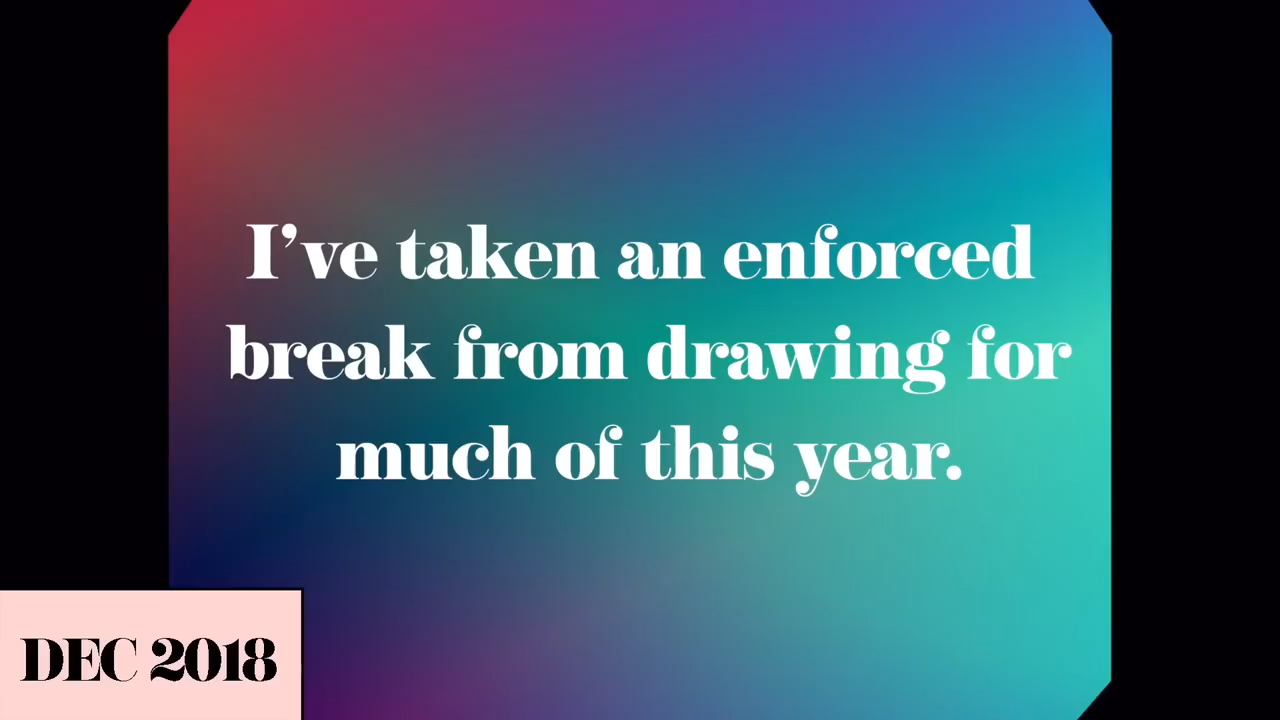 I’ve taken an enforced
break from drawing for
much of this year.
DEC 2018